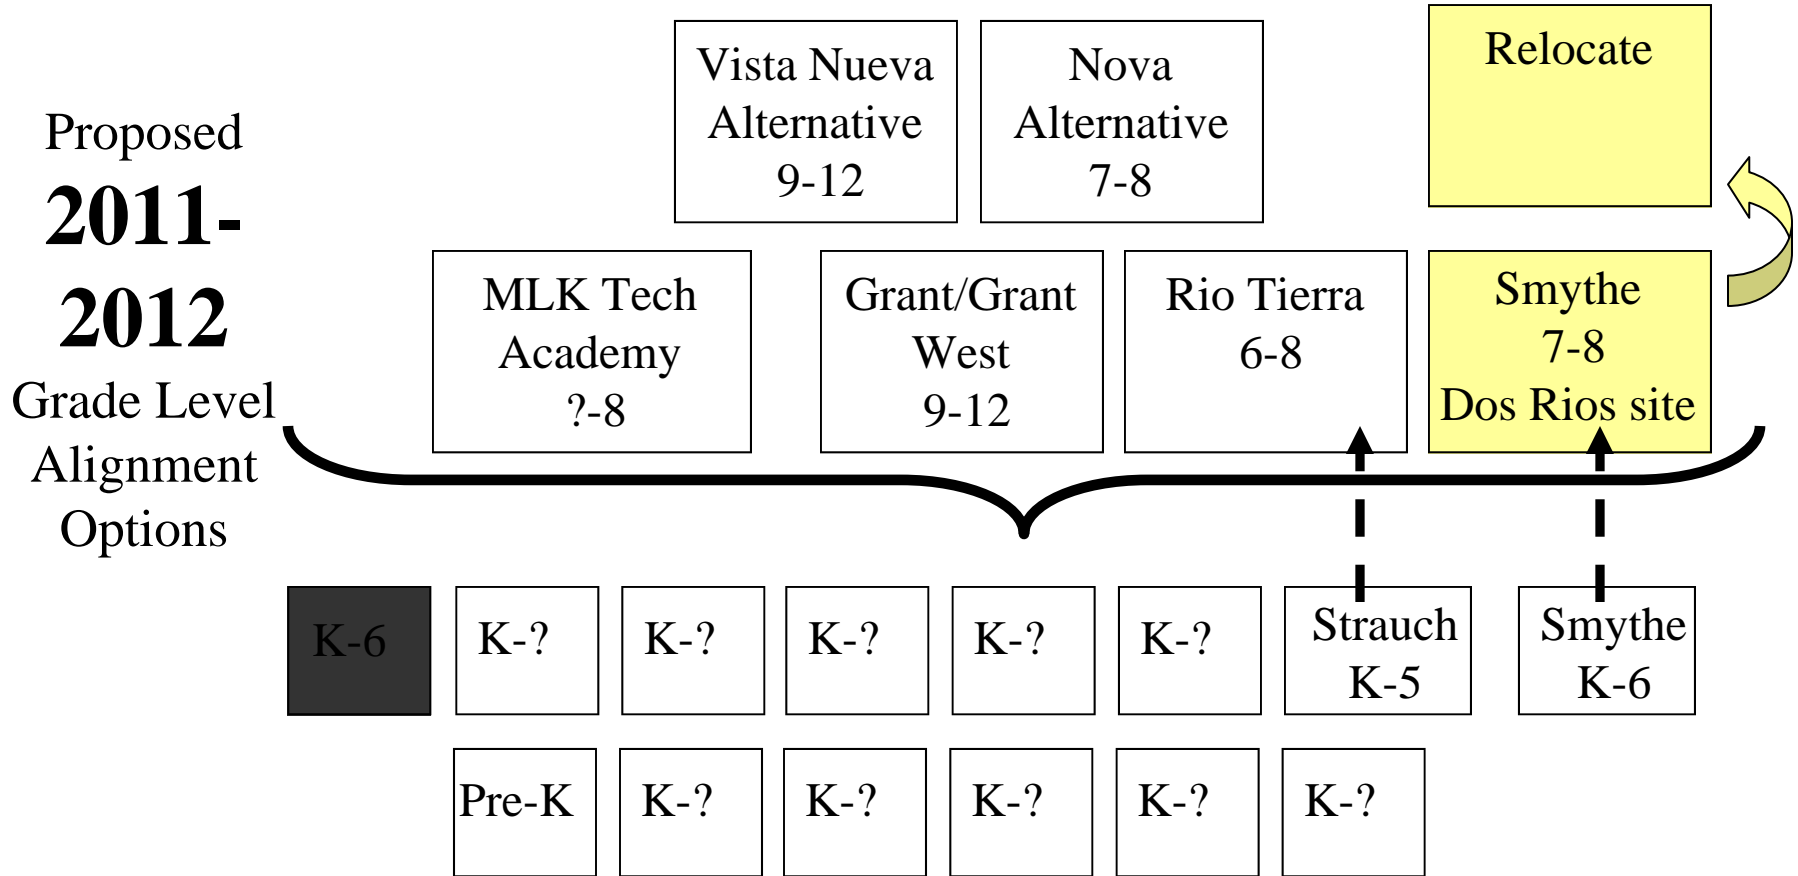 Proposed
2011-
2012
Grade Level
Alignment
Options
Vista Nueva
Alternative
9-12
Nova
Alternative
7-8
Relocate
MLK Tech
Academy
?-8
Grant/Grant
West
9-12
Rio Tierra
6-8
Smythe
7-8
Dos Rios site
K-6
K-?
K-?
K-?
K-?
K-?
Strauch
K-5
Smythe
K-6
Pre-K
K-?
K-?
K-?
K-?
K-?